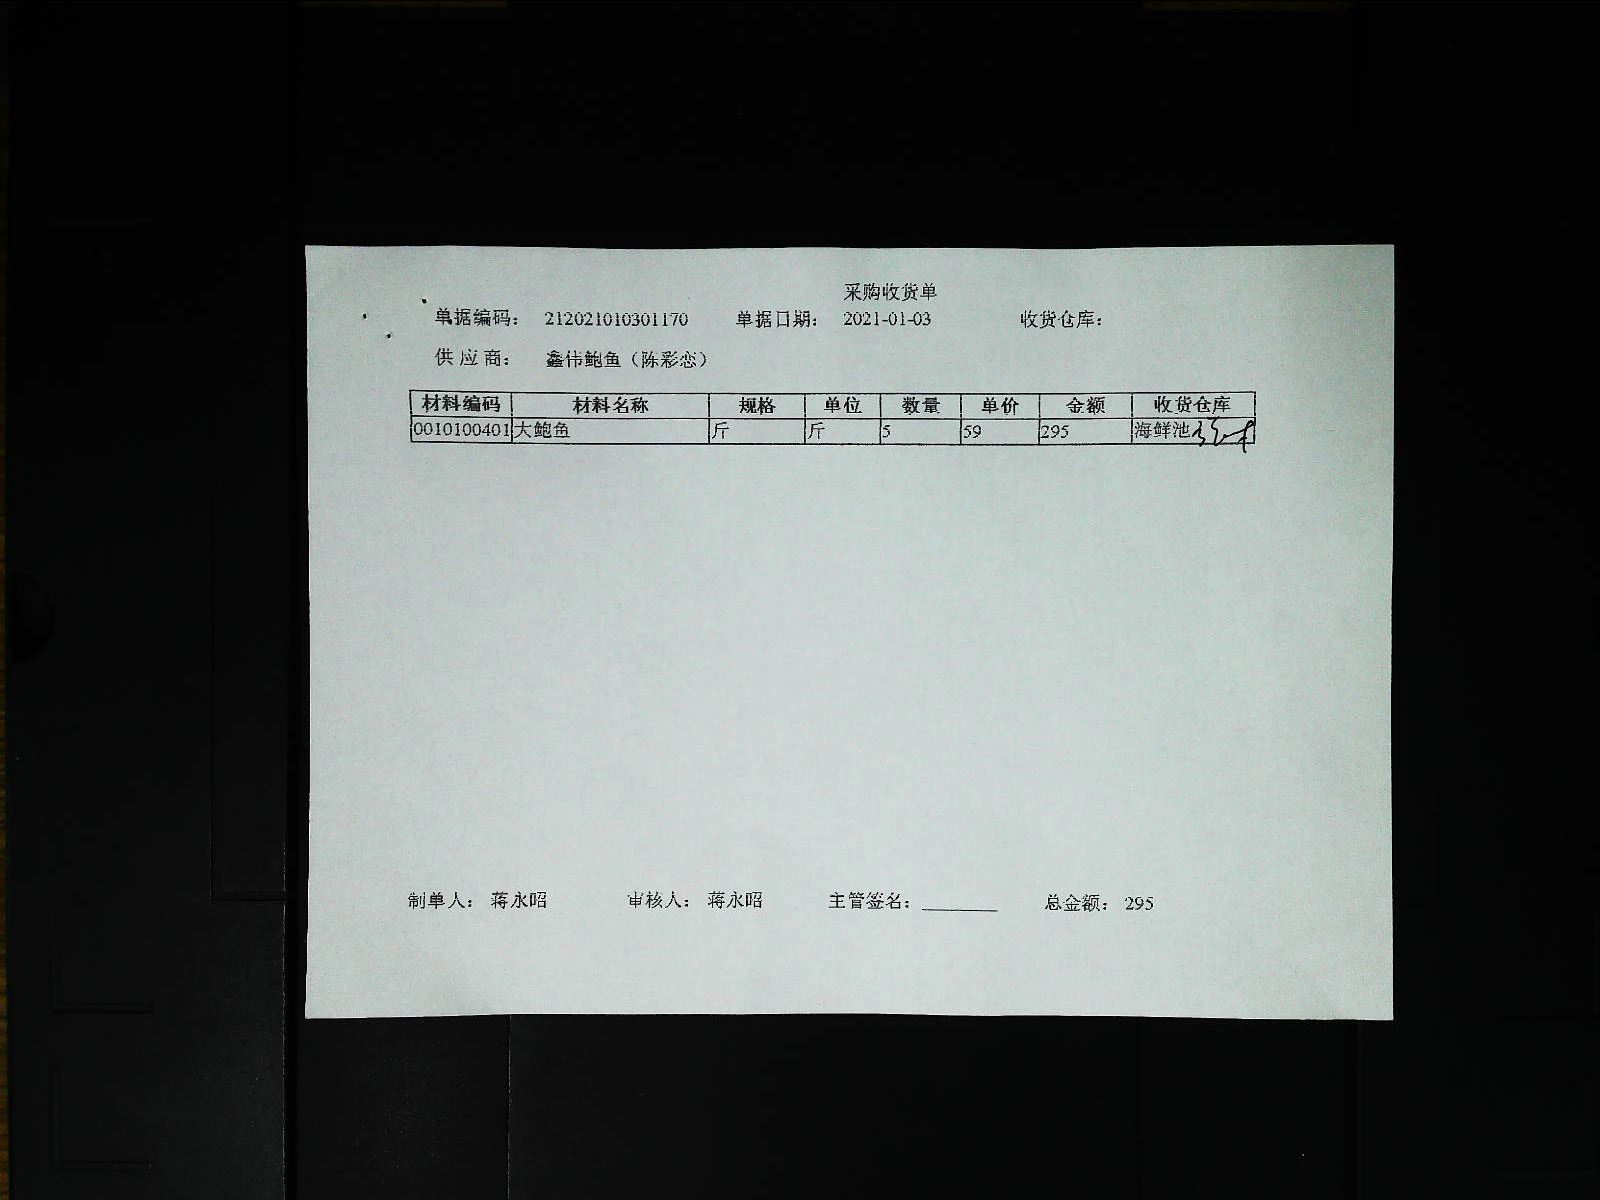 采购收货单
单据编码： 212021010301170 单据日期： 2021-01-03 收货仓库：
供应商： 鑫伟鲍鱼（陈彩恋）
材料编码 材料名称 规格 单位 数量 单价 金额 收货仓库
0010100401 大鲍鱼 斤 斤 5 59 295 海鲜池
制单人： 蒋永昭 审核人： 蒋永昭 主管签名：________ 总金额： 295